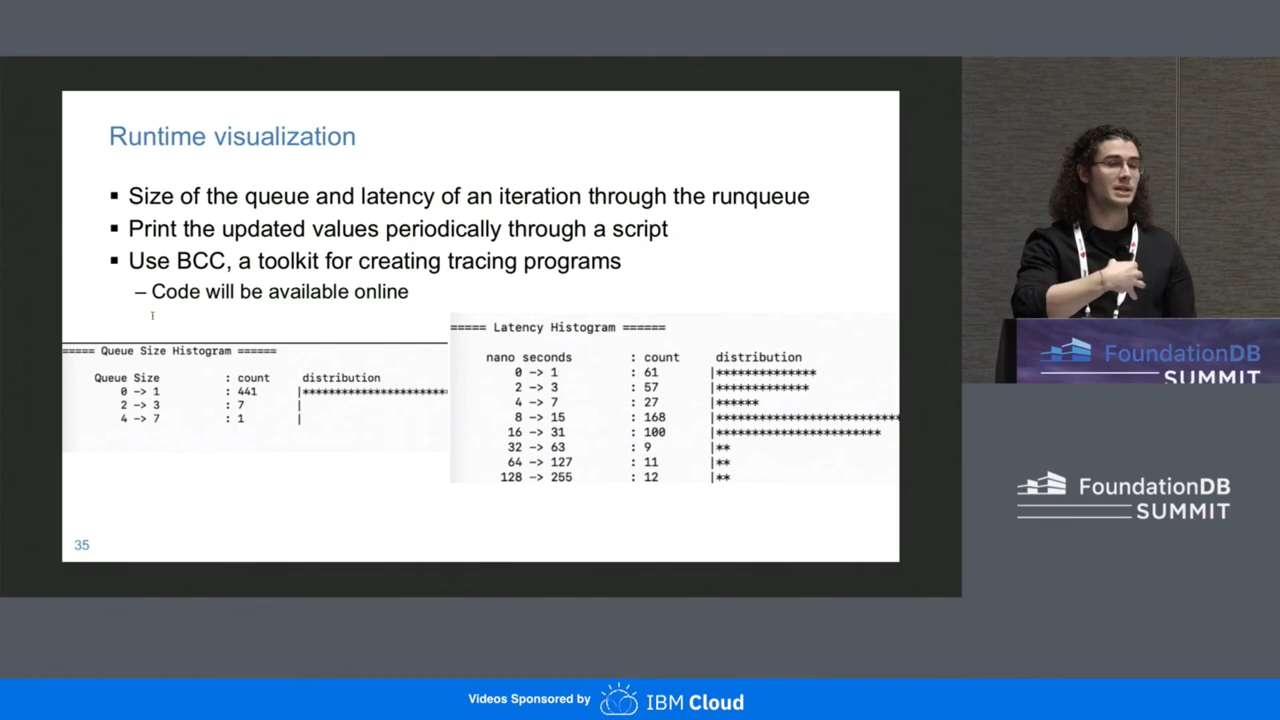 Runtime visualization
▪ Size of the queue and latency of an iteration through the runqueue
▪ Print the updated values periodically through a script
▪ Use BCC, a toolkit for creating tracing programs
– Code will be available online
===== Queue Size Histogram ======
Queue Size : count distribution
0 -> 1 : 441 |***********************
2 -> 3 : 7 |
4 -> 7 : 1 |
===== Latency Histogram ======
nano seconds : count distribution
0 -> 1 : 61 |**************
2 -> 3 : 57 |*************
4 -> 7 : 27 |******
8 -> 15 : 168 |**************************
16 -> 31 : 100 |***********************
32 -> 63 : 9 |**
64 -> 127 : 11 |**
128 -> 255 : 12 |**
35
FoundationDB
SUMMIT
FoundationDB
SUMMIT
Videos Sponsored by IBM Cloud